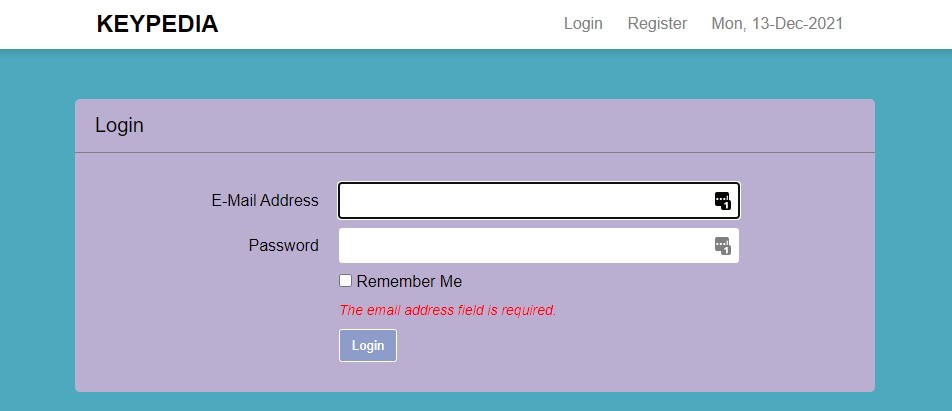 KEYPEDIA Login Register Mon, 13-Dec-2021
Login
E-Mail Address
Password
Remember Me
The email address field is required.
Login